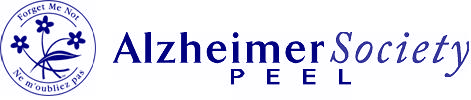 Forget Me Not
Ne m'oubliez pas
Alzheimer Society
PEEL